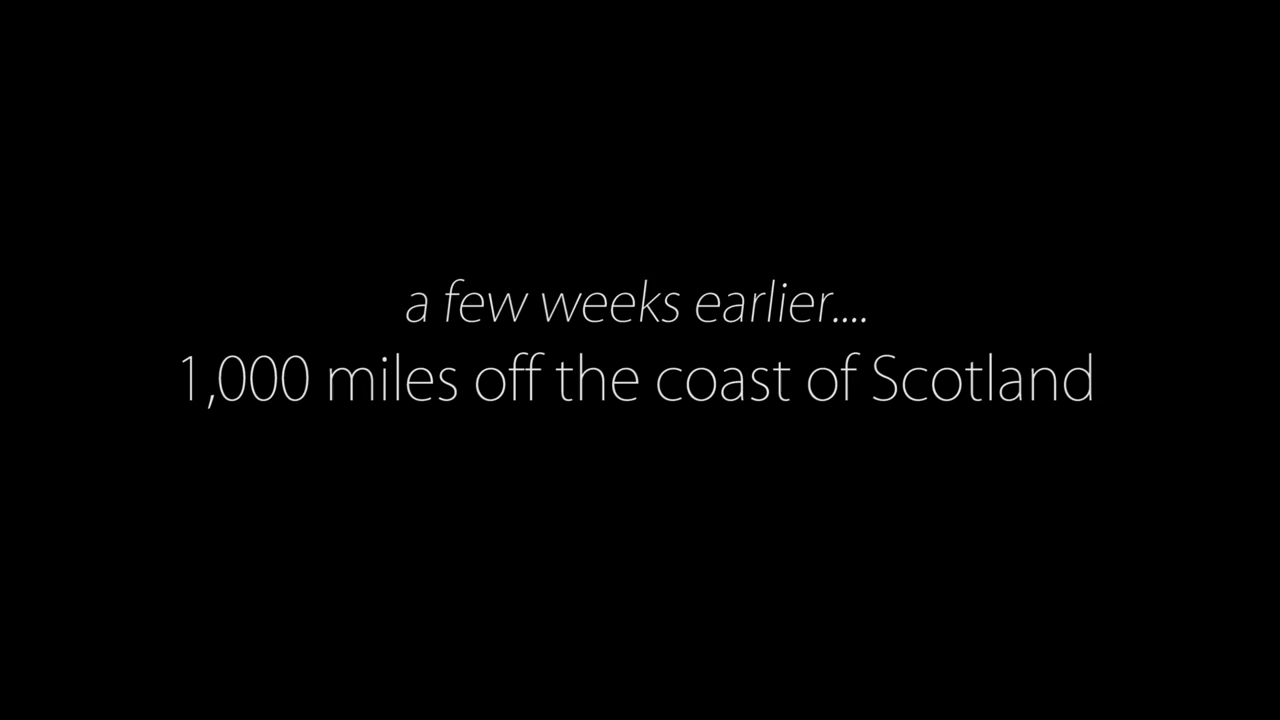 a few weeks earlier....
1,000 miles off the coast of Scotland